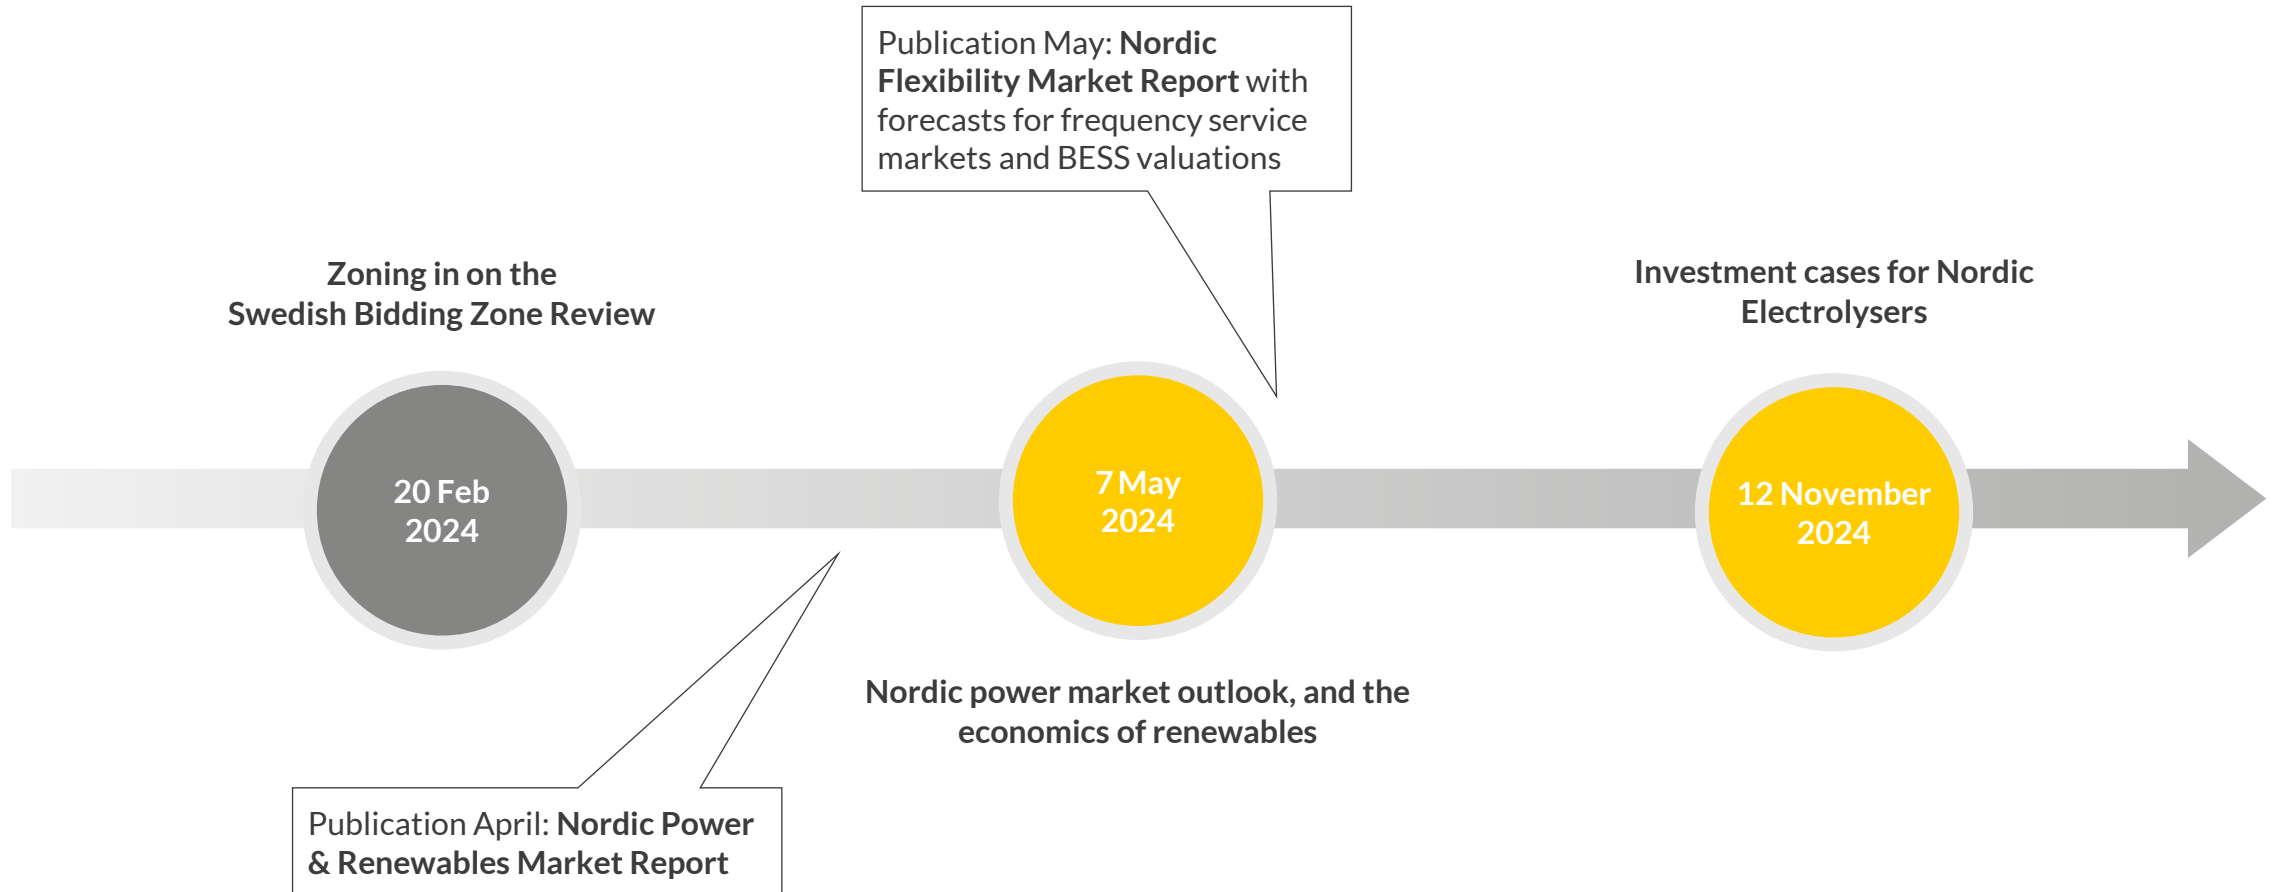 Publication May: Nordic
Flexibility Market Report with
forecasts for frequency service
markets and BESS valuations
Zoning in on the
Swedish Bidding Zone Review
Investment cases for Nordic
Electrolysers
20 Feb
2024
7 May
2024
12 November
2024
Nordic power market outlook, and the
economics of renewables
Publication April: Nordic Power
& Renewables Market Report